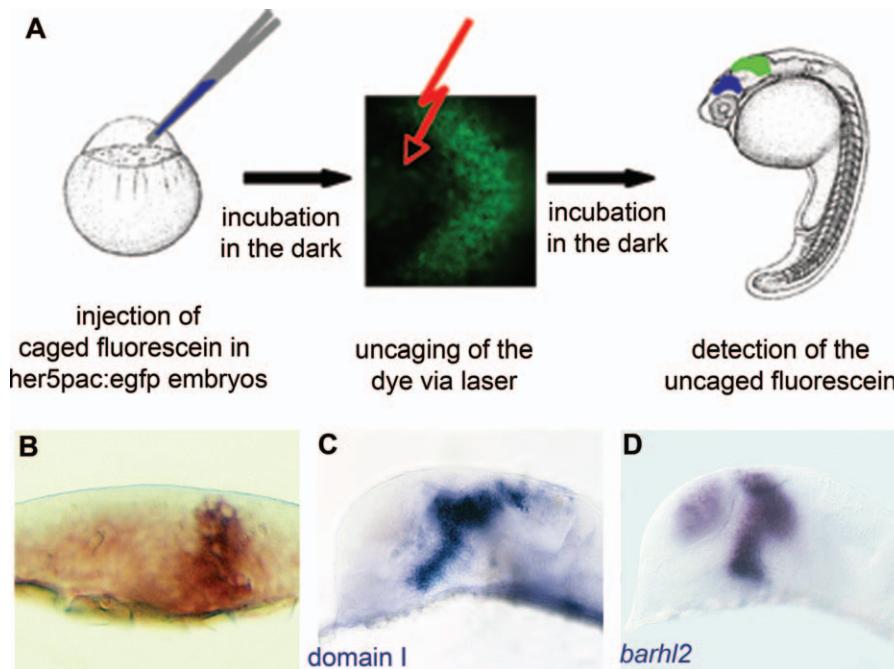 A
incubation
in the dark
incubation
in the dark
injection of
caged fluorescein in
her5pac:egfp embryos
uncaging of the
dye via laser
detection of the
uncaged fluorescein
B
C
D
domain I
barhl2